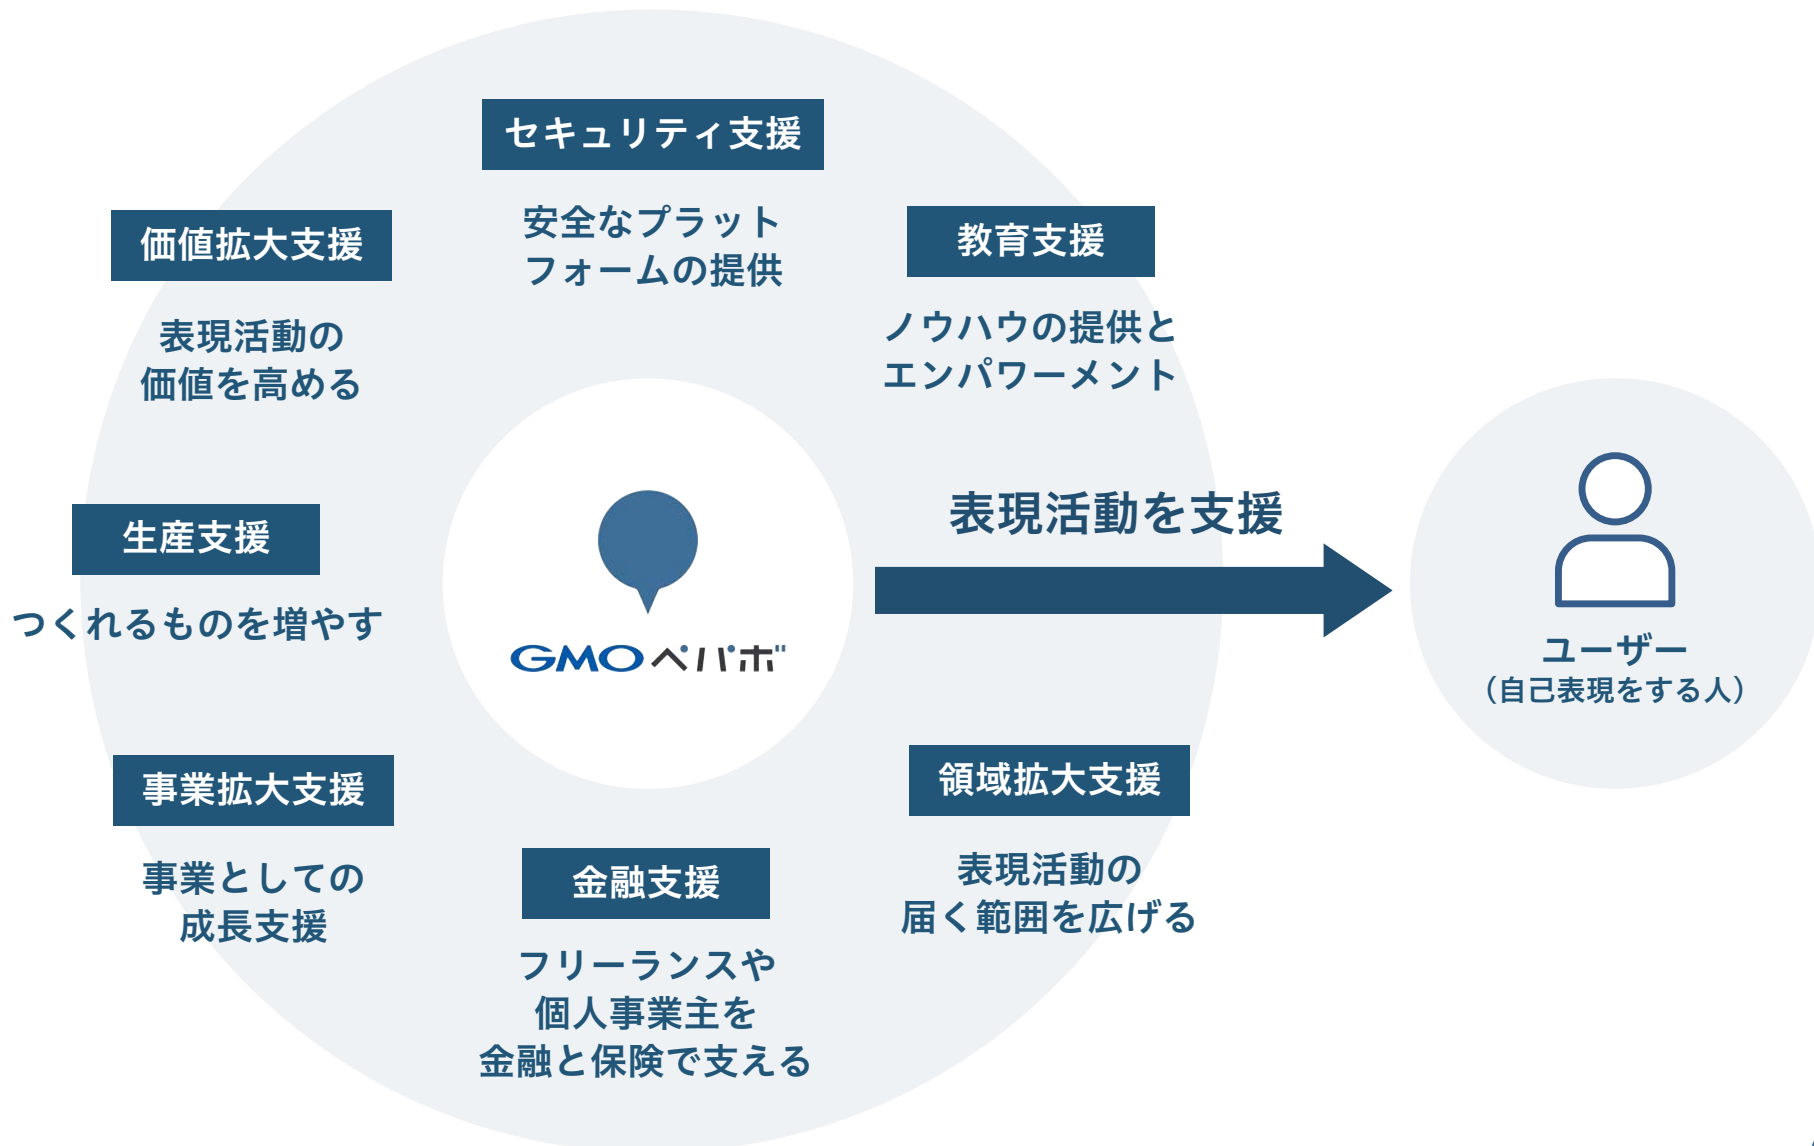 セキュリティ支援
安全なプラット
フォームの提供
価値拡大支援
表現活動の
価値を高める
教育支援
ノウハウの提供と
エンパワーメント
生産支援
つくれるものを増やす
GMOペパボ
表現活動を支援
ユーザー
（自己表現をする人）
事業拡大支援
事業としての
成長支援
金融支援
フリーランスや
個人事業主を
金融と保険で支える
領域拡大支援
表現活動の
届く範囲を広げる